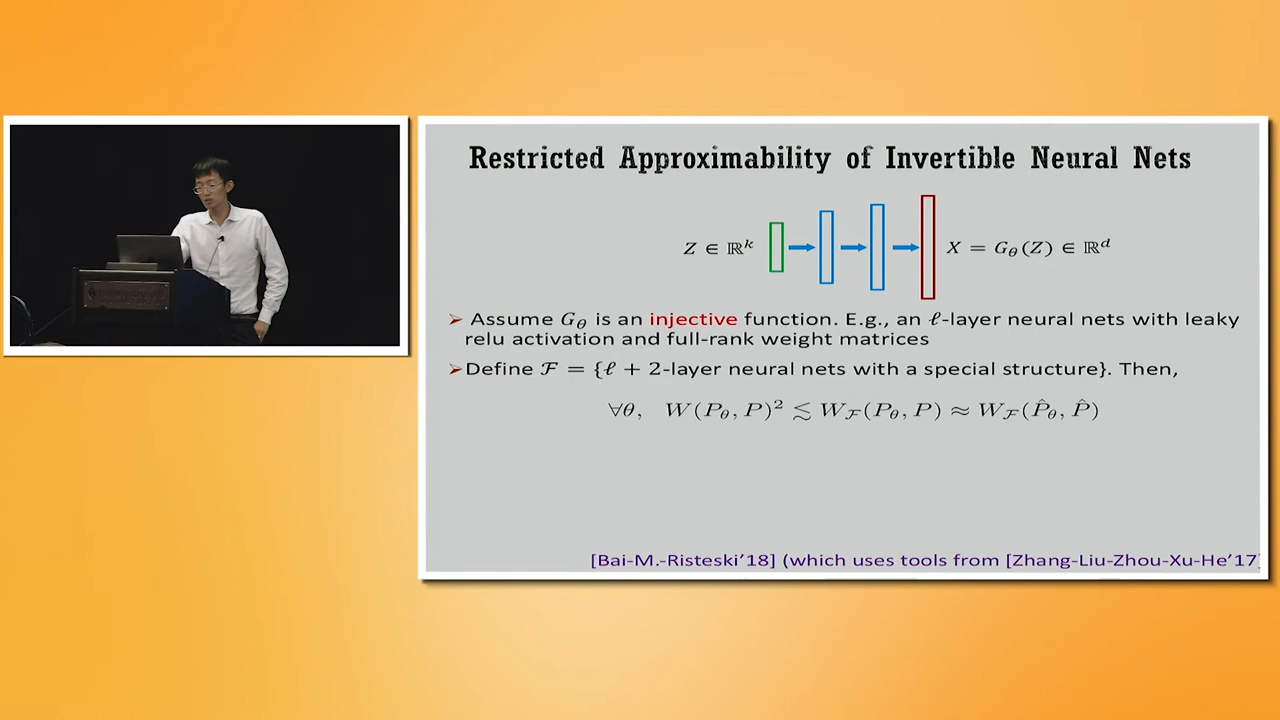 Restricted Approximability of Invertible Neural Nets
Z ∈ ℝᵏ X = G_θ(Z) ∈ ℝᵈ
➢ Assume G_θ is an injective function. E.g., an ℓ-layer neural nets with leaky
relu activation and full-rank weight matrices
➢Define ℱ = {ℓ + 2-layer neural nets with a special structure}. Then,
∀θ, W(P_θ, P)² ≲ W_ℱ(P_θ, P) ≈ W_ℱ(P̂_θ, P̂)
[Bai-M.-Risteski’18] (which uses tools from [Zhang-Liu-Zhou-Xu-He’17]